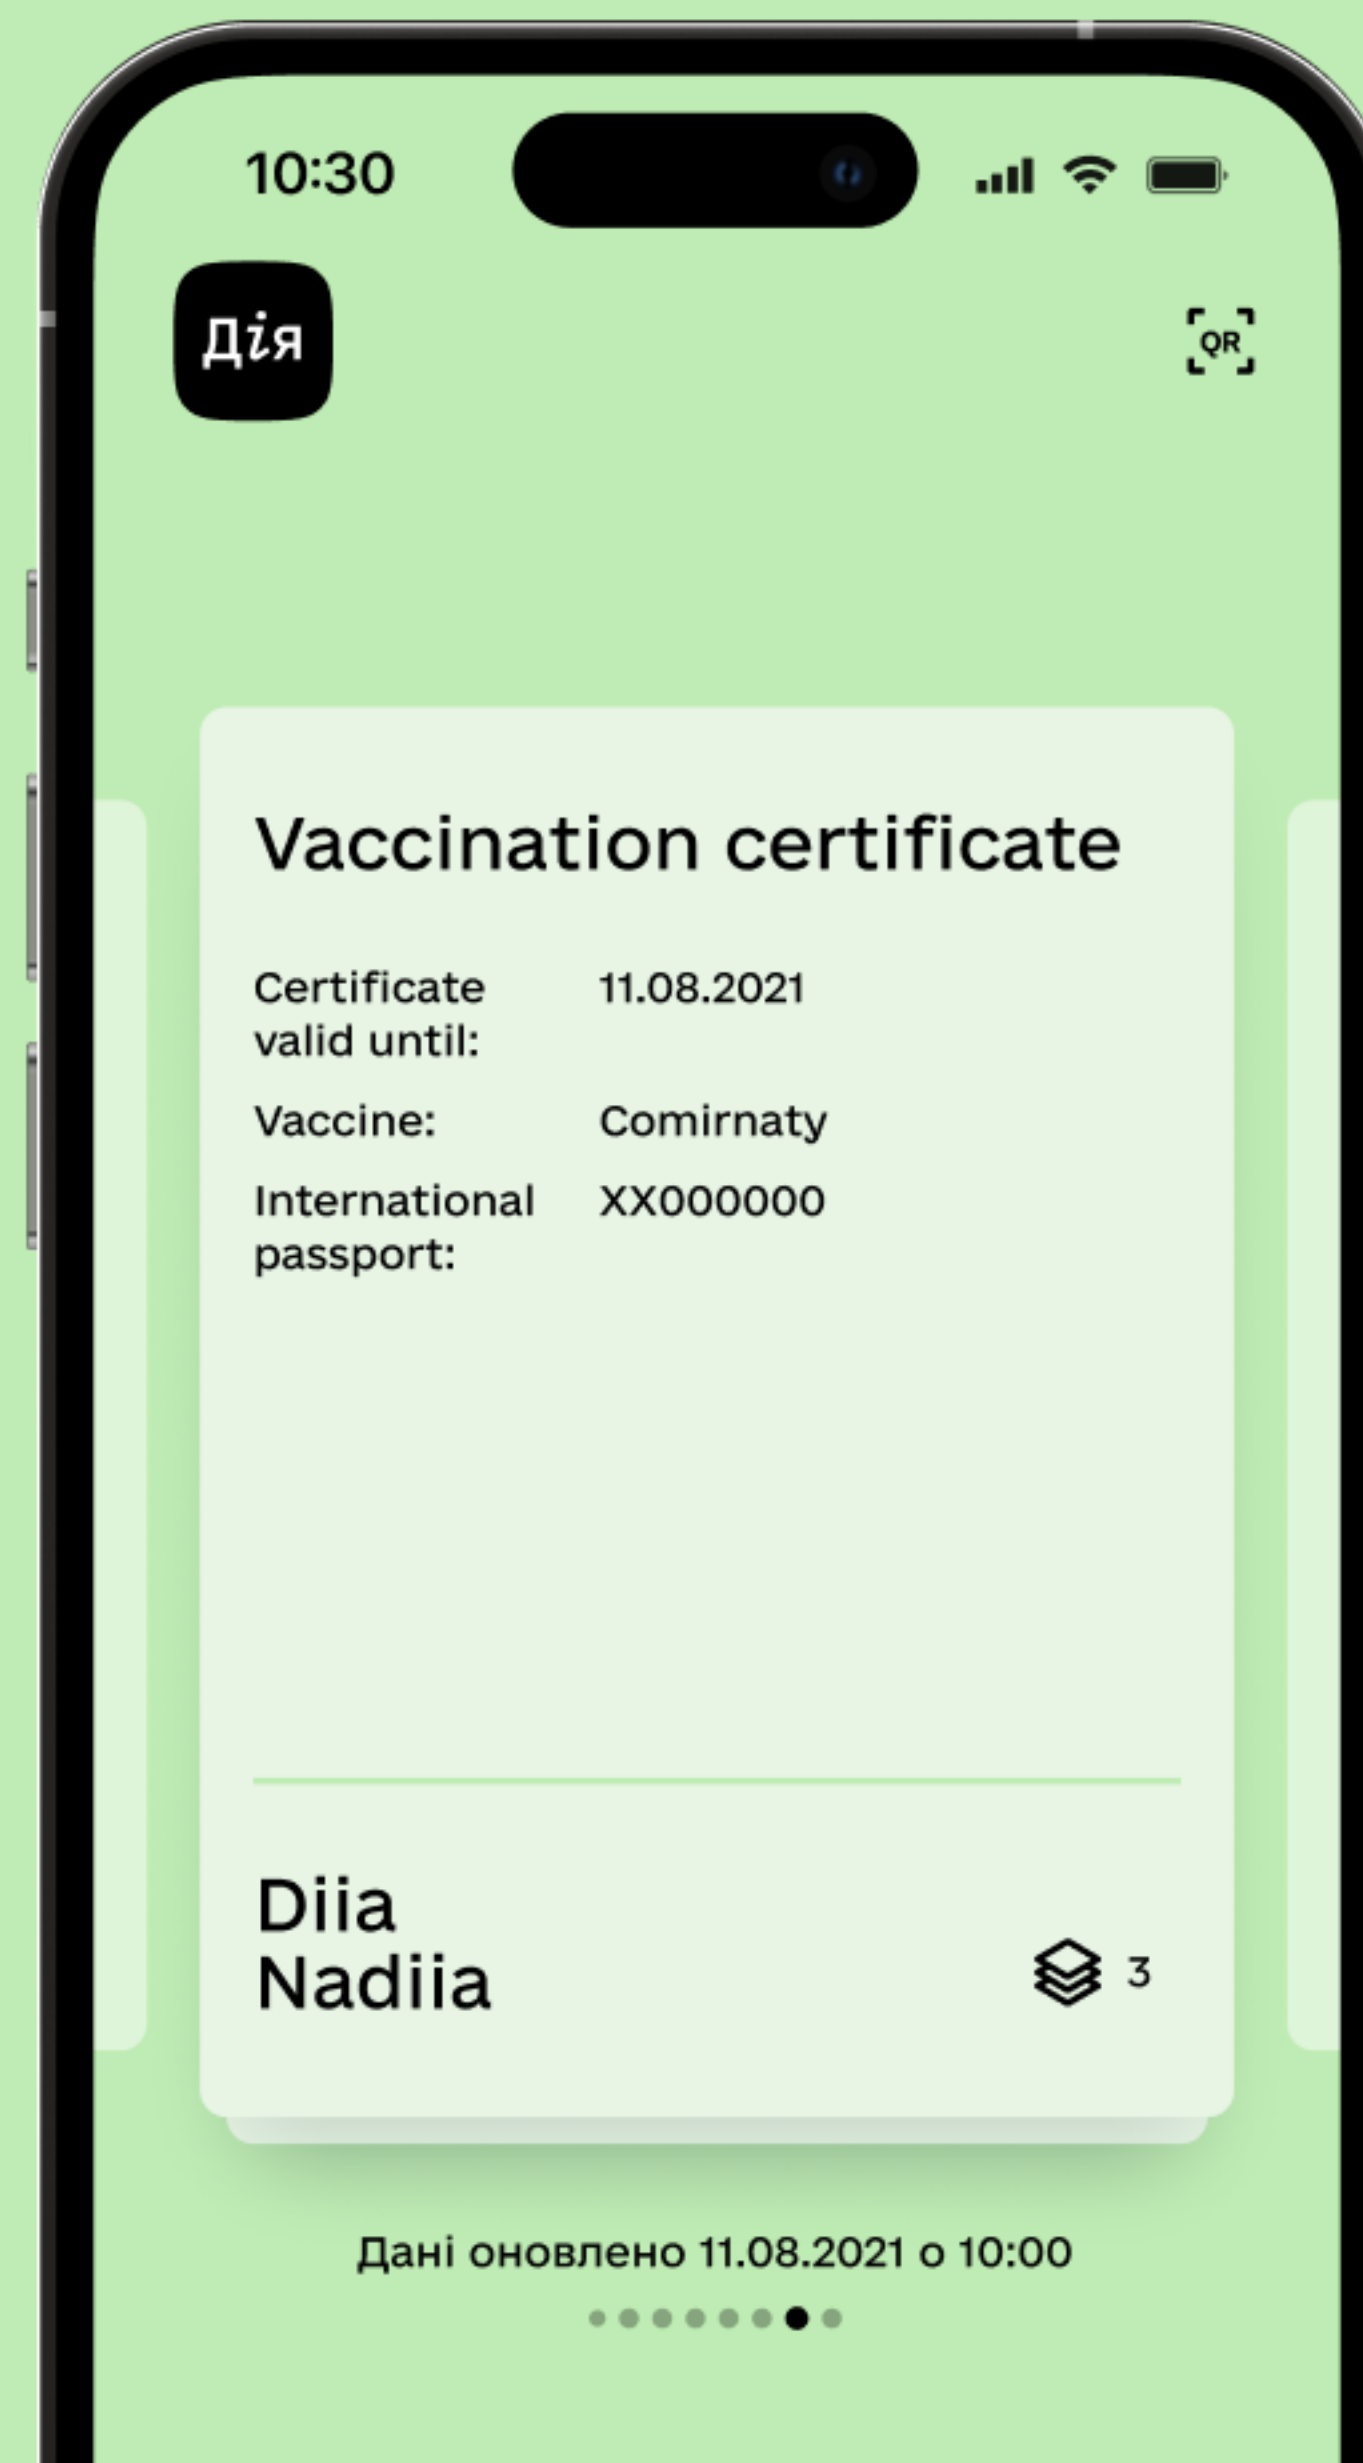 10:30
Дія
QR
Vaccination certificate
Certificate 11.08.2021
valid until:
Vaccine: Comirnaty
International XX000000
passport:
Diia
Nadiia
3
Дані оновлено 11.08.2021 о 10:00